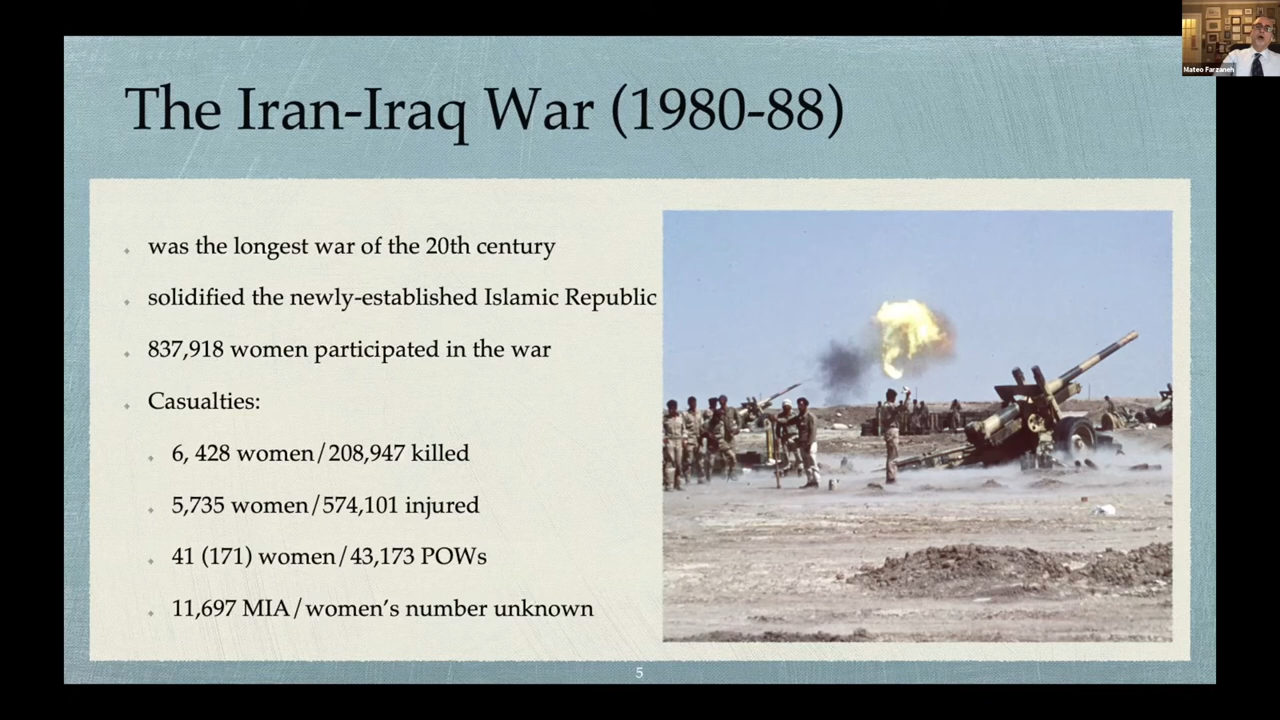 Mateo Farzaneh
The Iran-Iraq War (1980-88)
was the longest war of the 20th century
solidified the newly-established Islamic Republic
837,918 women participated in the war
Casualties:
6, 428 women/208,947 killed
5,735 women/574,101 injured
41 (171) women/43,173 POWs
11,697 MIA/women's number unknown
5